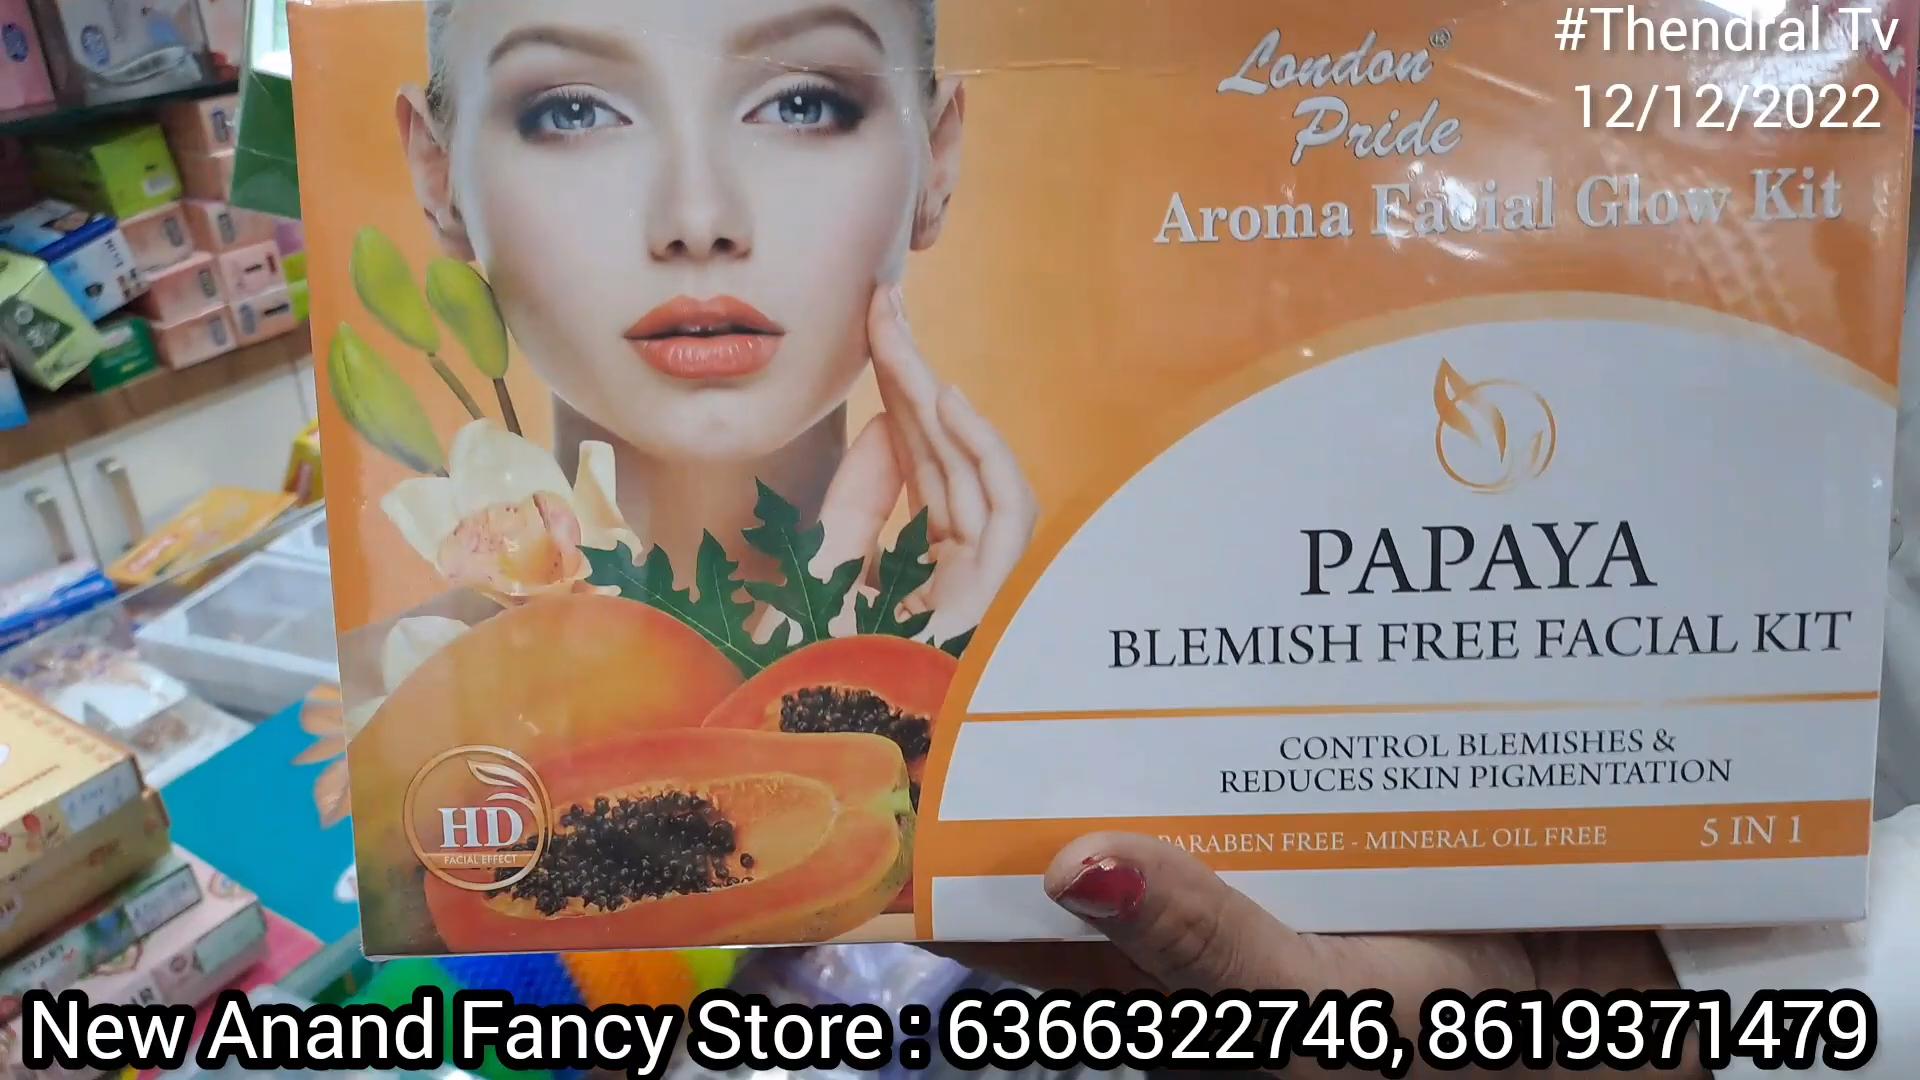 #Thendral Tv
12/12/2022
London®
Pride
Aroma Facial Glow Kit
PAPAYA
BLEMISH FREE FACIAL KIT
CONTROL BLEMISHES &
REDUCES SKIN PIGMENTATION
PARABEN FREE - MINERAL OIL FREE 5 IN 1
HD
FACIAL EFFECT
New Anand Fancy Store : 6366322746, 8619371479